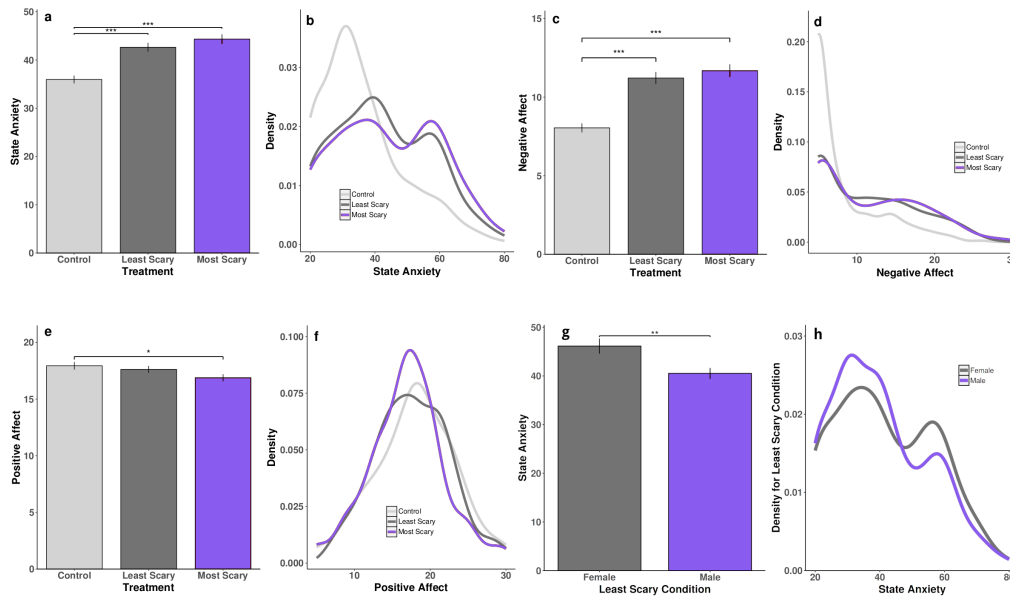 a
***
***
State Anxiety
50
40
30
20
10
0
Control
Least Scary
Most Scary
Treatment
b
Density
0.03
0.02
0.01
0.00
Control
Least Scary
Most Scary
20
40
60
80
State Anxiety
c
***
***
Negative Affect
15
10
5
0
Control
Least Scary
Most Scary
Treatment
d
Density
0.20
0.15
0.10
0.05
0.00
Control
Least Scary
Most Scary
10
20
Negative Affect
e
*
Positive Affect
20
15
10
5
0
Control
Least Scary
Most Scary
Treatment
f
Density
0.100
0.075
0.050
0.025
0.000
Control
Least Scary
Most Scary
10
20
30
Positive Affect
g
**
State Anxiety
50
40
30
20
10
0
Female
Male
Least Scary Condition
h
Density for Least Scary Condition
0.03
0.02
0.01
0.00
Female
Male
20
40
60
80
State Anxiety